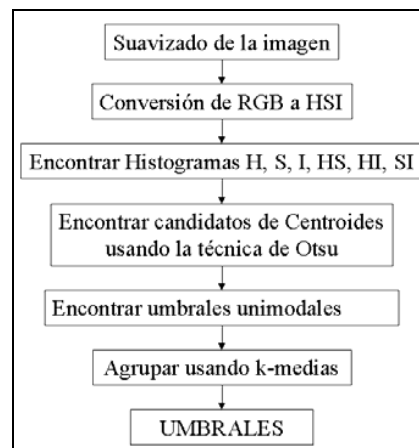 Suavizado de la imagen
Conversión de RGB a HSI
Encontrar Histogramas H, S, I, HS, HI, SI
Encontrar candidatos de Centroides
usando la técnica de Otsu
Encontrar umbrales unimodales
Agrupar usando k-medias
UMBRALES